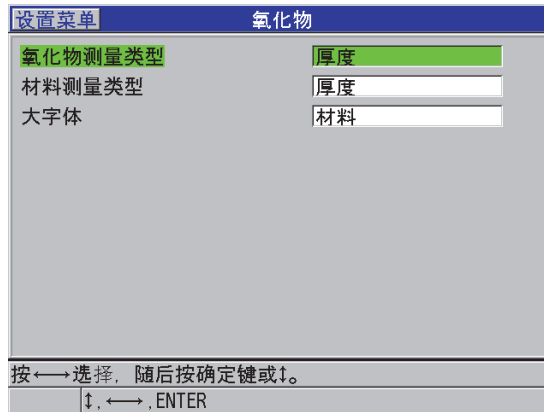 设置菜单 氧化物
氧化物测量类型 厚度
材料测量类型 厚度
大字体 材料
按←→选择，随后按确定键或↕。
↕,←→,ENTER